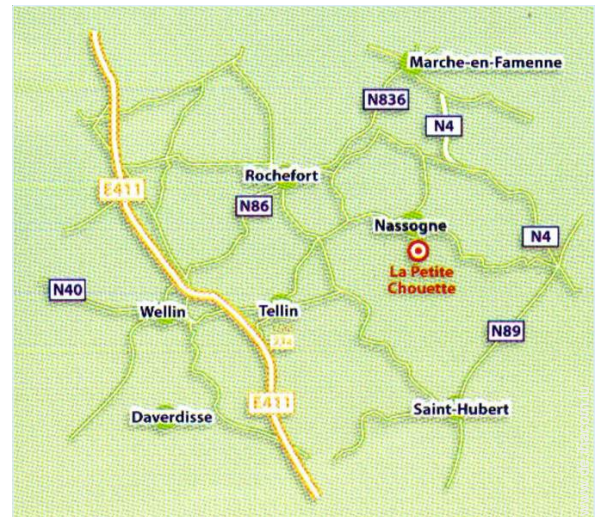 Marche-en-Famenne
N836
N4
Rochefort
E411
N86
Nassogne
N4
La Petite
Chouette
N40
Wellin
Tellin
N89
E411
Saint-Hubert
Daverdisse